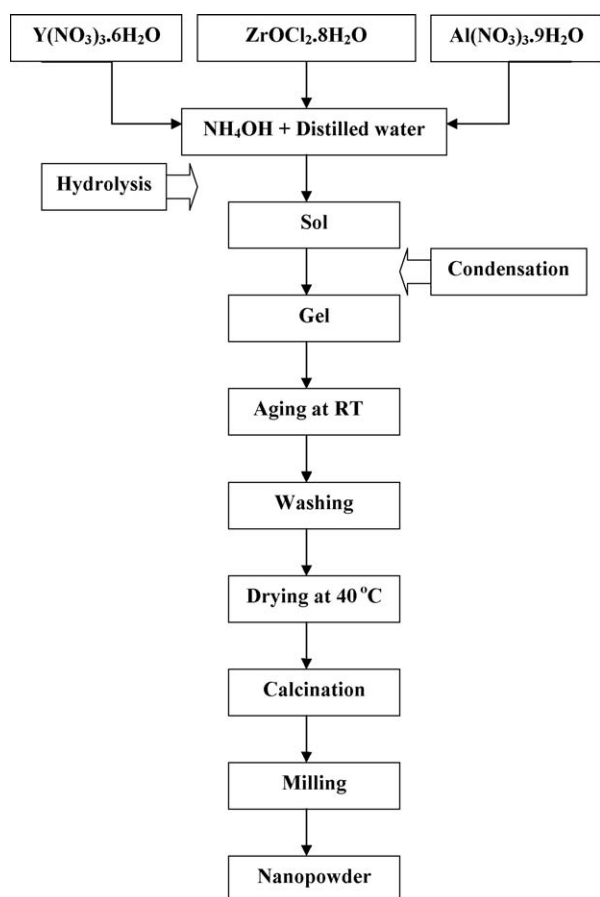 Y(NO₃)₃.6H₂O
ZrOCl₂.8H₂O
Al(NO₃)₃.9H₂O
NH₄OH + Distilled water
Hydrolysis
Sol
Condensation
Gel
Aging at RT
Washing
Drying at 40 °C
Calcination
Milling
Nanopowder